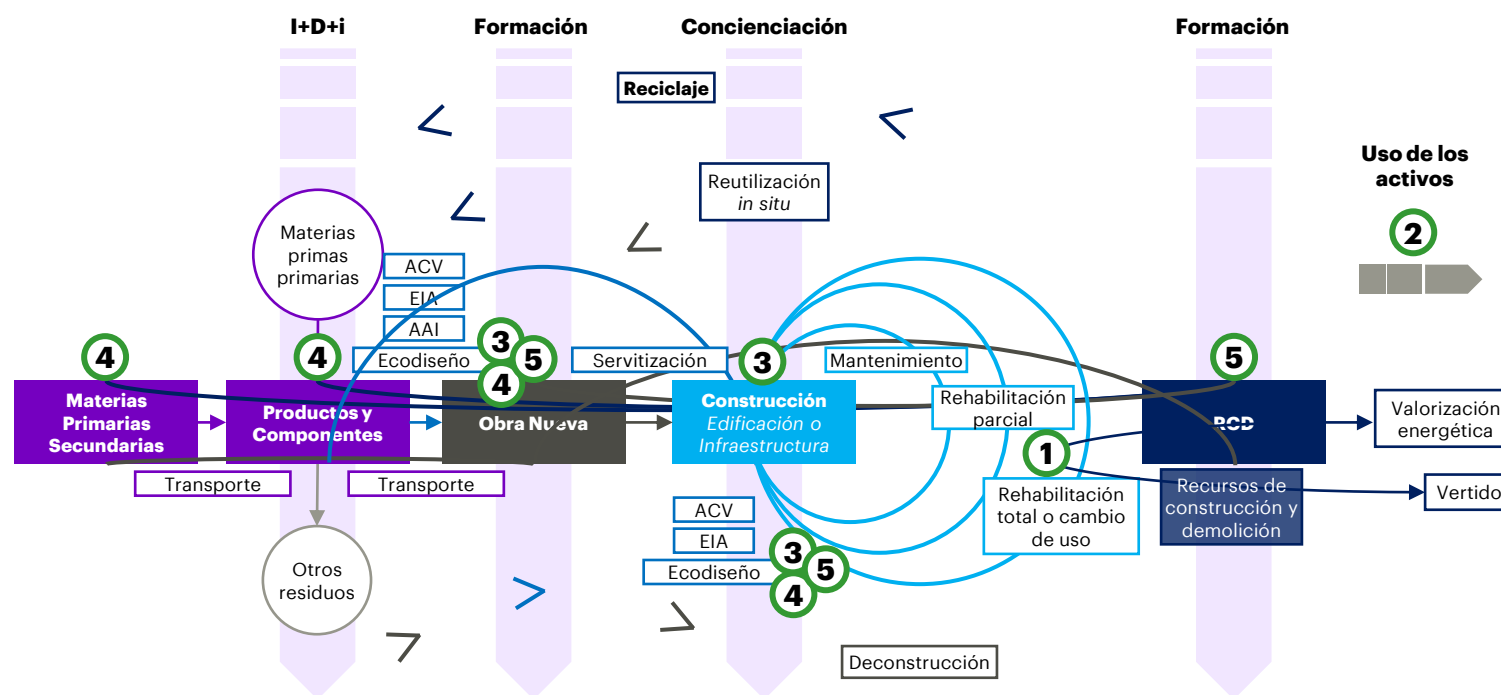 I+D+i
Formación
Concienciación
Formación
Reciclaje
Uso de los
activos
2
Reutilización
in situ
Materias
primas
primarias
ACV
EIA
AAI
Ecodiseño
3
5
4
4
4
Servitización
3
Mantenimiento
5
Materias
Primarias
Secundarias
Productos y
Componentes
Obra Nueva
Construcción
Edificación o
Infraestructura
Rehabilitación
parcial
RCD
Valorización
energética
1
Transporte
Transporte
Rehabilitación
total o cambio
de uso
Recursos de
construcción y
demolición
Vertido
ACV
EIA
Ecodiseño
3
5
4
Otros
residuos
Deconstrucción